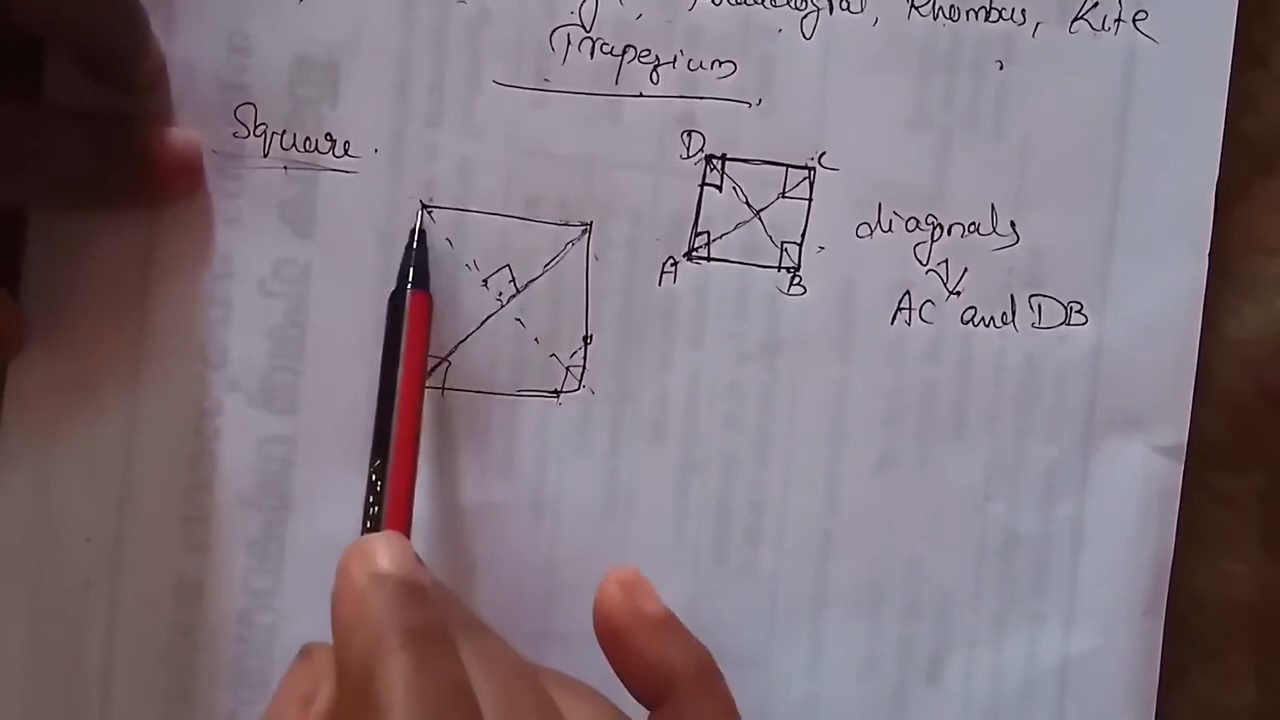 Rhombus, Kite
Trapezium
Square.
D C
A B
diagonals
AC and DB